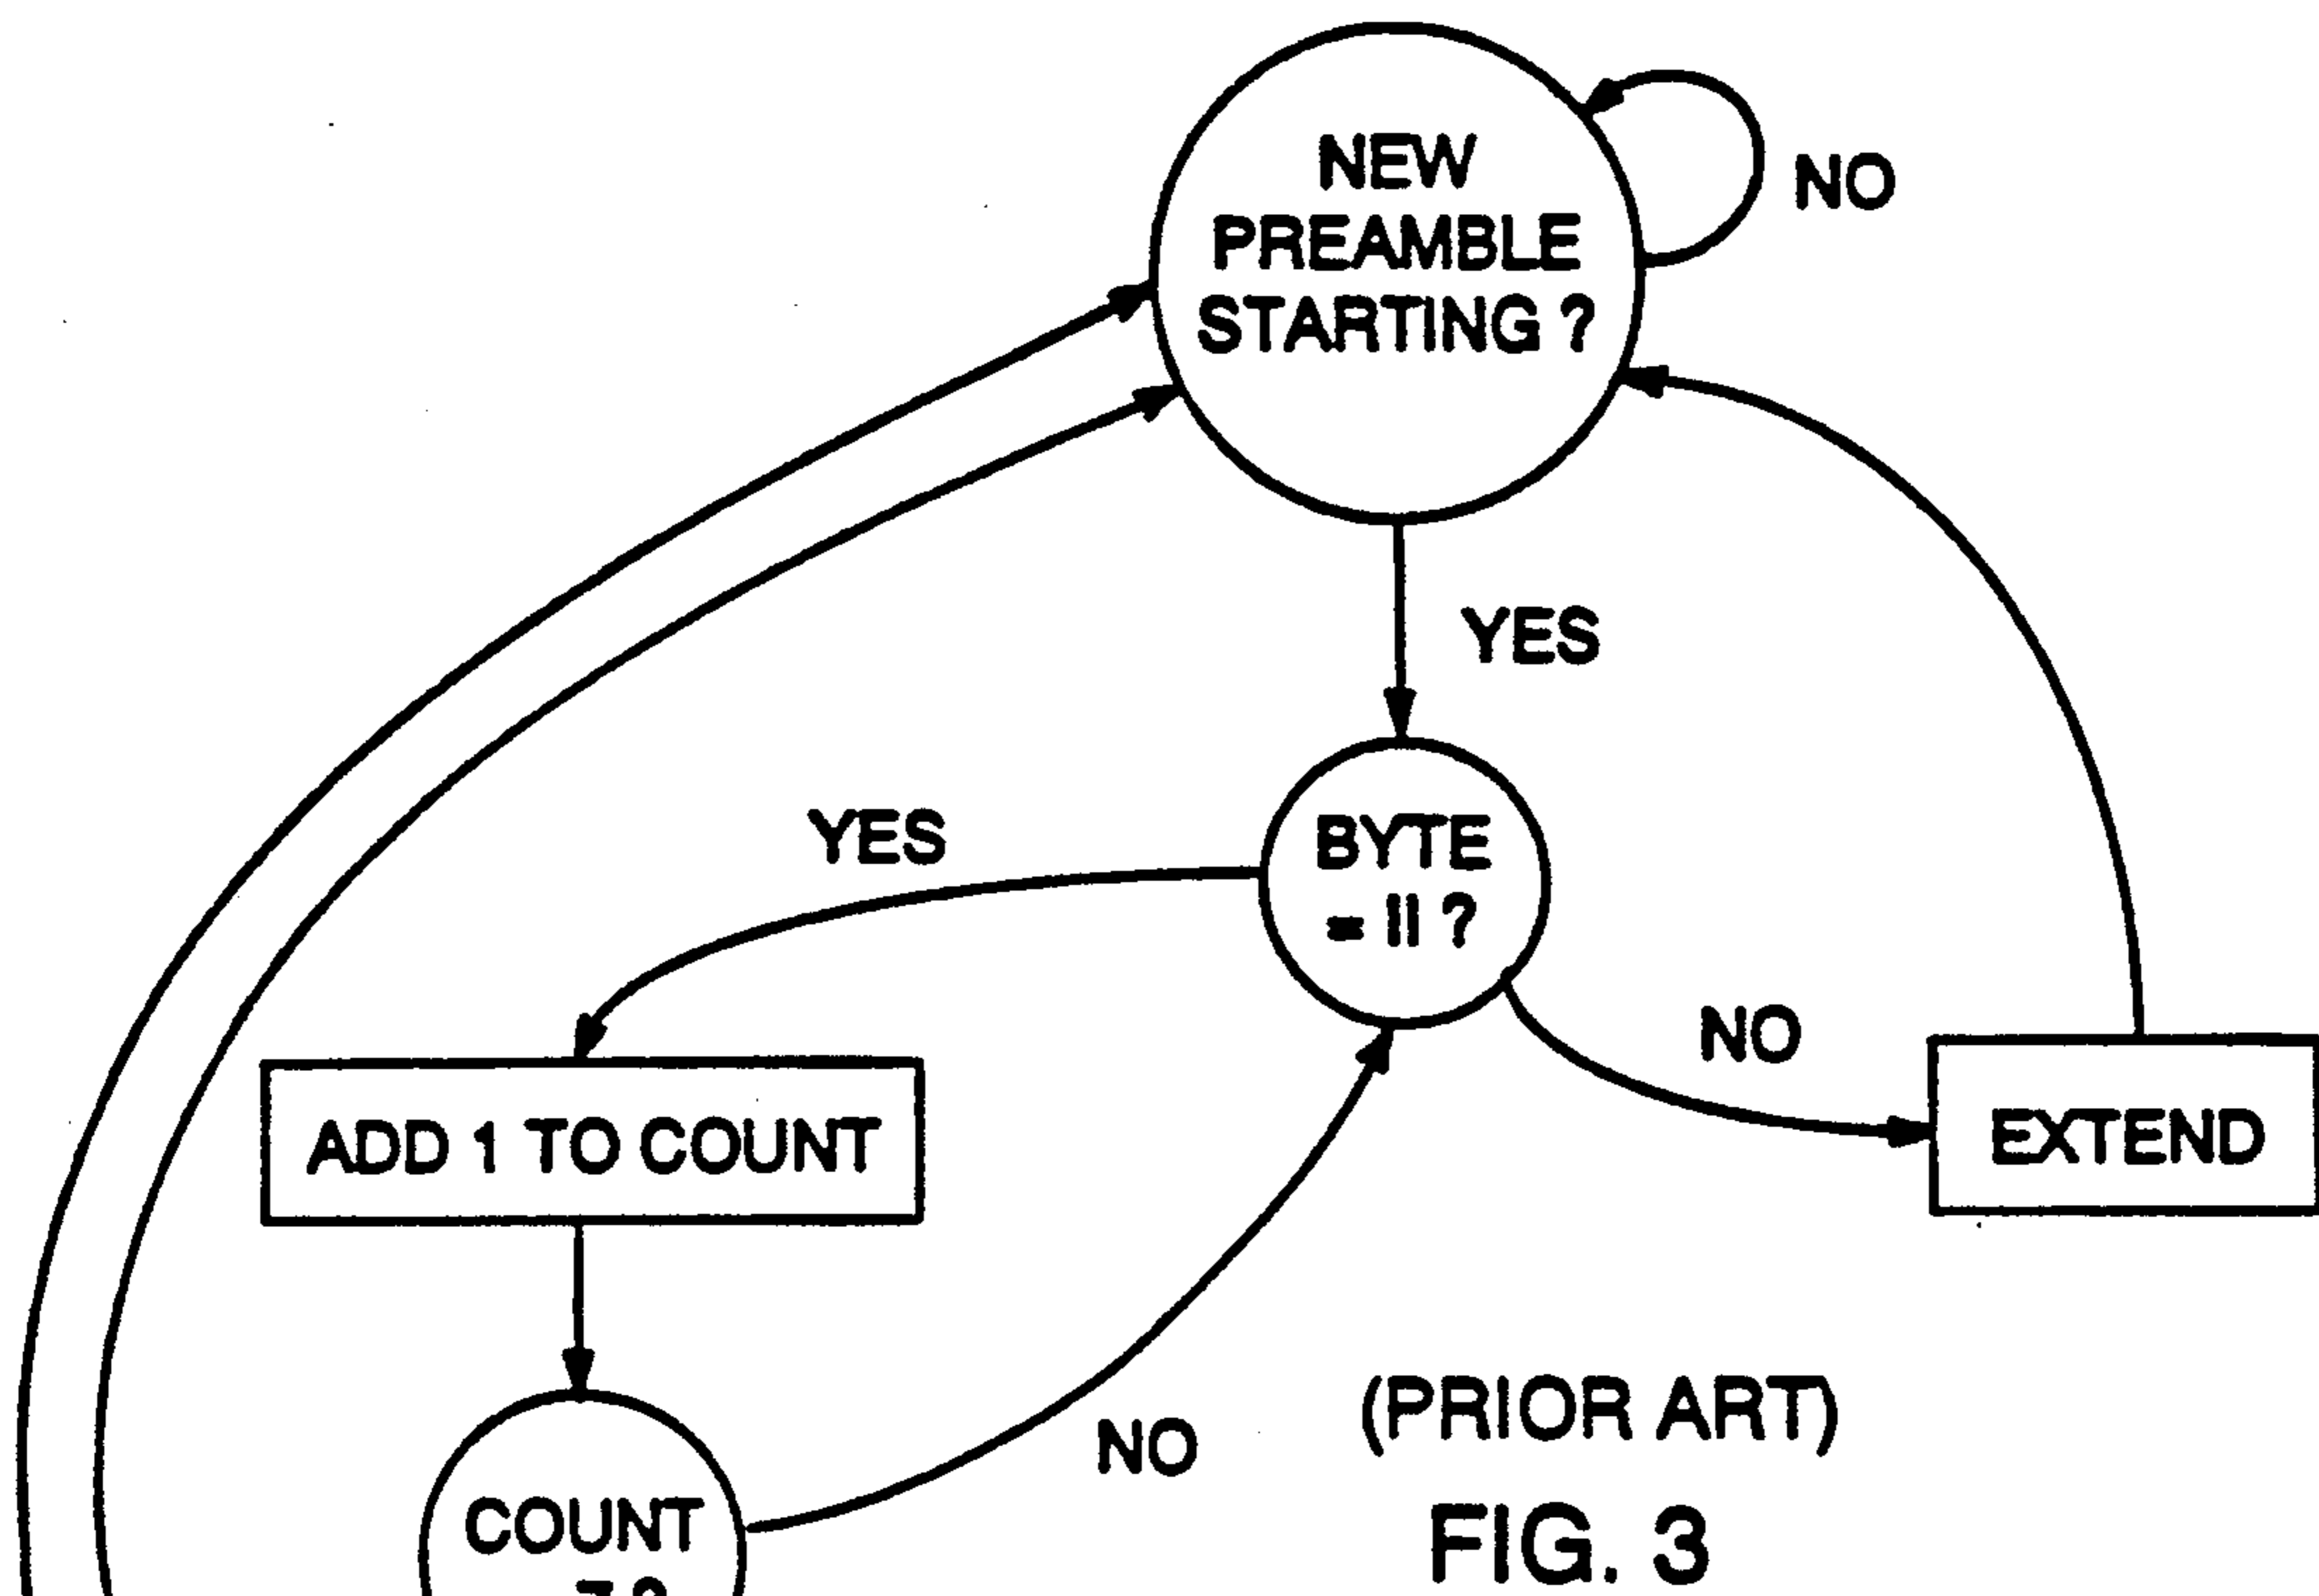 NEW
PREAMBLE
STARTING ?
NO
YES
YES
BYTE
= 11 ?
NO
ADD 1 TO COUNT
EXTEND
NO
(PRIOR ART)
COUNT
FIG. 3